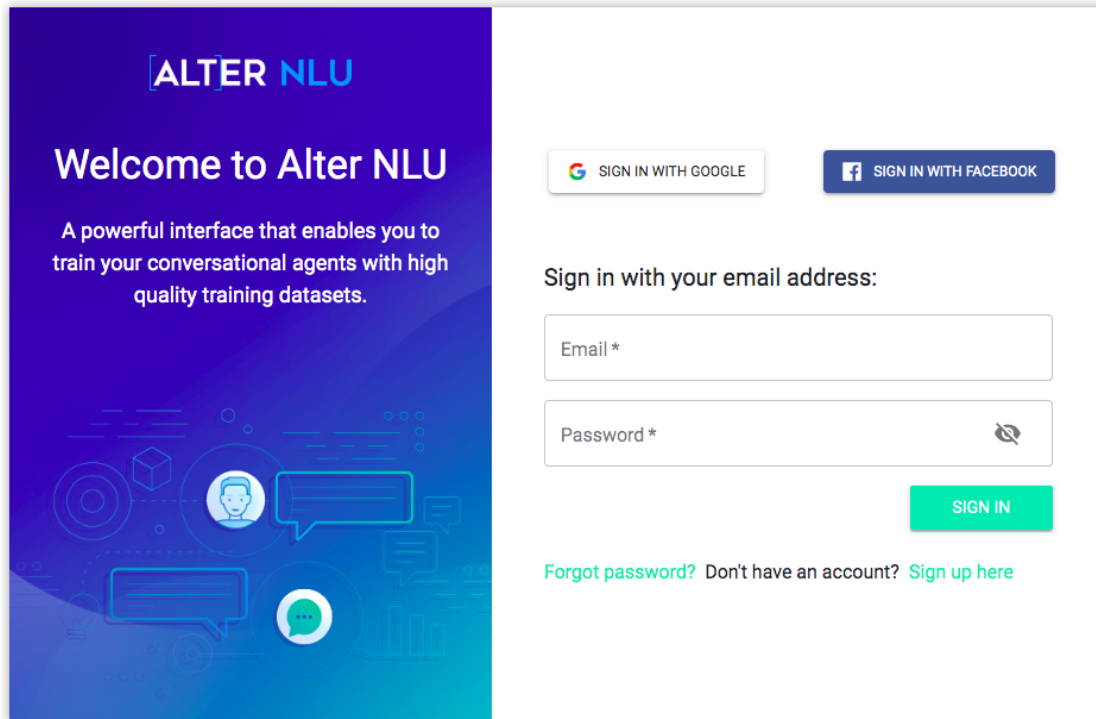 [ALT]ER NLU
Welcome to Alter NLU
A powerful interface that enables you to
train your conversational agents with high
quality training datasets.
SIGN IN WITH GOOGLE
SIGN IN WITH FACEBOOK
Sign in with your email address:
Email *
Password *
SIGN IN
Forgot password? Don't have an account? Sign up here